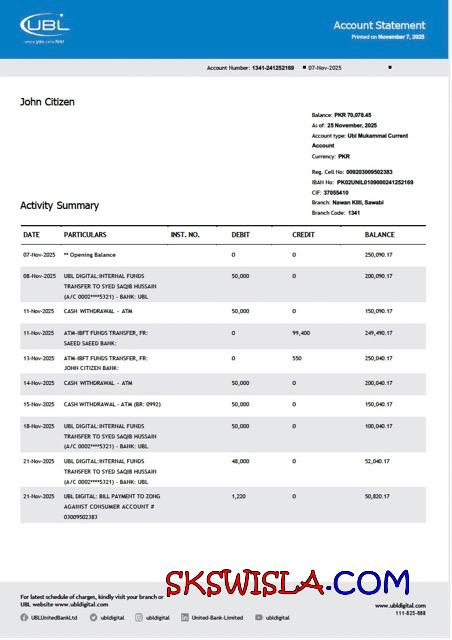 UBL
where you come first
Account Statement
Printed on November 7, 2025
Account Number: 1341-241252169 ■ 07-Nov-2025 ■
John Citizen
Balance: PKR 70,078.45
As of: 25 November, 2025
Account type: Ubl Mukammal Current
Account
Currency: PKR
Reg. Cell No: 009203009502383
IBAN No: PK02UNIL0109000241252169
CIF: 37055410
Branch: Nawan Killi, Sawabi
Branch Code: 1341
Activity Summary
DATE PARTICULARS INST. NO. DEBIT CREDIT BALANCE
07-Nov-2025 ** Opening Balance 0 0 250,090.17
08-Nov-2025 UBL DIGITAL:INTERNAL FUNDS 50,000 0 200,090.17
TRANSFER TO SYED SAQIB HUSSAIN
(A/C 0002****5321) - BANK: UBL
11-Nov-2025 CASH WITHDRAWAL - ATM 50,000 0 150,090.17
11-Nov-2025 ATM-IBFT FUNDS TRANSFER, FR: 0 99,400 249,490.17
SAEED SAEED BANK:
13-Nov-2025 ATM-IBFT FUNDS TRANSFER, FR: 0 550 250,040.17
JOHN CITIZEN BANK:
14-Nov-2025 CASH WITHDRAWAL - ATM 50,000 0 200,040.17
15-Nov-2025 CASH WITHDRAWAL - ATM (BR: 0992) 50,000 0 150,040.17
18-Nov-2025 UBL DIGITAL:INTERNAL FUNDS 50,000 0 100,040.17
TRANSFER TO SYED SAQIB HUSSAIN
(A/C 0002****5321) - BANK: UBL
21-Nov-2025 UBL DIGITAL:INTERNAL FUNDS 48,000 0 52,040.17
TRANSFER TO SYED SAQIB HUSSAIN
(A/C 0002****5321) - BANK: UBL
21-Nov-2025 UBL DIGITAL: BILL PAYMENT TO ZONG 1,220 0 50,820.17
AGAINST CONSUMER ACCOUNT #
03009502383
SKSWISLA.COM
For latest schedule of charges, kindly visit your branch or
UBL website www.ubldigital.com
www.ubldigital.com
111-825-888
UBLUnitedBankLtd ubldigital ubldigital United-Bank-Limited ubldigital